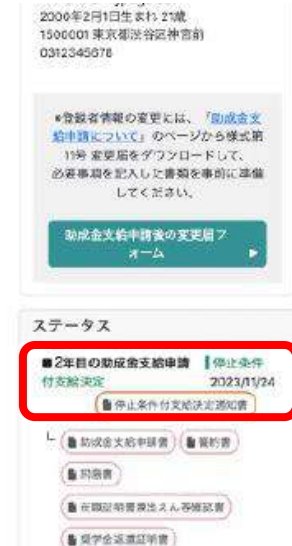 2000年2月1日生まれ 21歳
1500001 東京都渋谷区神宮前
0312345678
※登録者情報の変更には、「助成金支
給申請について」のページから様式第
11号 変更届をダウンロードして、
必要事項を記入した書類を事前に準備
してください。
助成金支給申請後の変更届フ
ォーム ▶
ステータス
■2年目の助成金支給申請 停止条件
付支給決定 2023/11/24
停止条件付支給決定通知書
助成金支給申請書 誓約書
同意書
在職証明書兼出えん等確認書
奨学金返還証明書